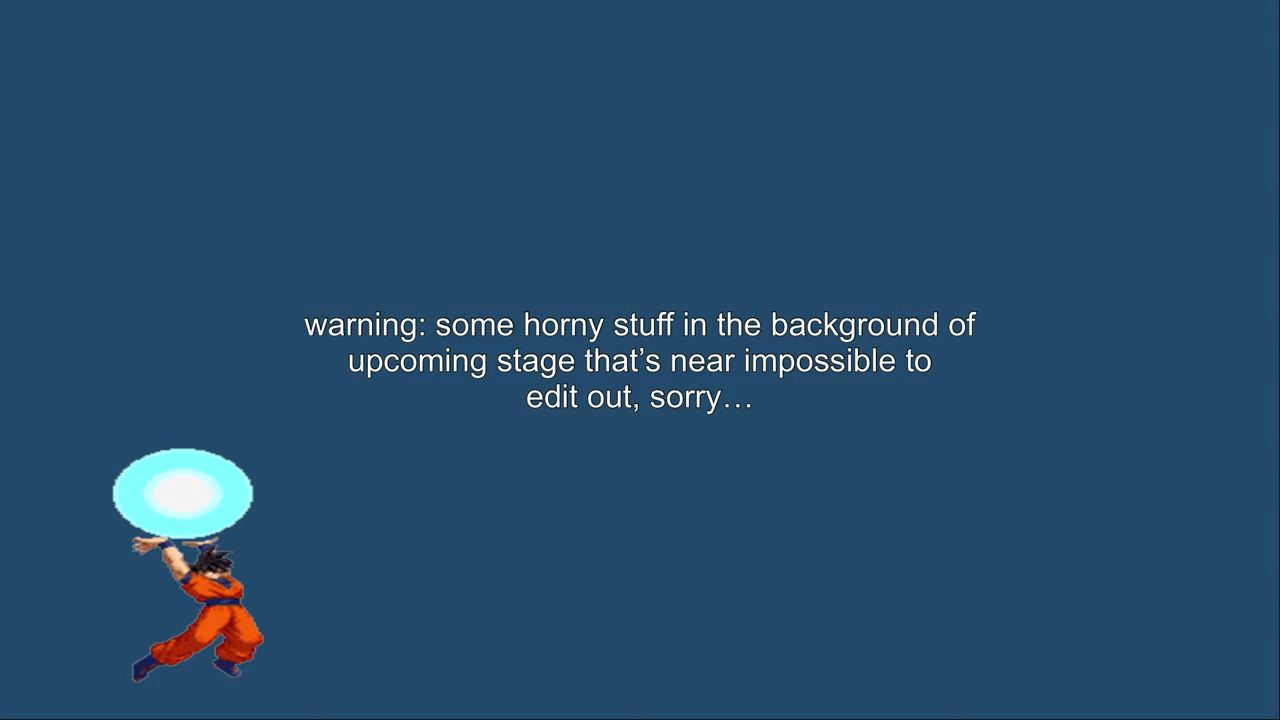 warning: some horny stuff in the background of
upcoming stage that’s near impossible to
edit out, sorry…